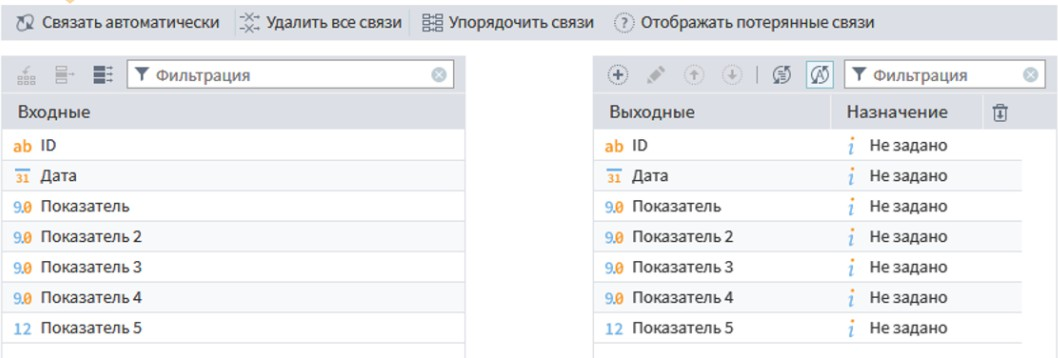 Связать автоматически Удалить все связи Упорядочить связи ? Отображать потерянные связи
Фильтрация Фильтрация
Входные Выходные Назначение
ab ID ab ID i Не задано
31 Дата 31 Дата i Не задано
9.0 Показатель 9.0 Показатель i Не задано
9.0 Показатель 2 9.0 Показатель 2 i Не задано
9.0 Показатель 3 9.0 Показатель 3 i Не задано
9.0 Показатель 4 9.0 Показатель 4 i Не задано
12 Показатель 5 12 Показатель 5 i Не задано